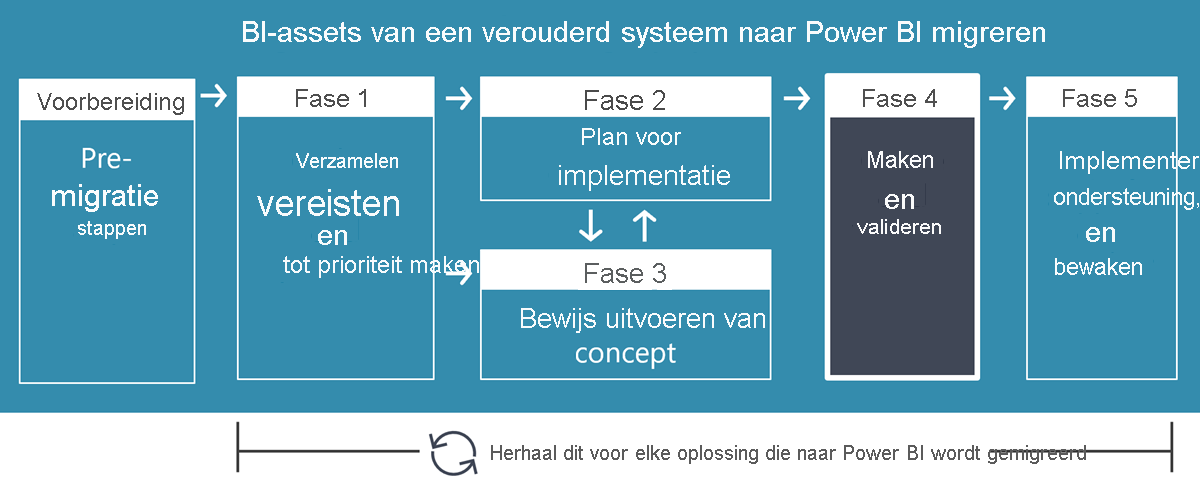 BI-assets van een verouderd systeem naar Power BI migreren
Voorbereiding
Pre-
migratie
stappen
Fase 1
Verzamelen
vereisten
en
tot prioriteit maken
Fase 2
Plan voor
implementatie
Fase 3
Bewijs uitvoeren van
concept
Fase 4
Maken
en
valideren
Fase 5
Implementer
ondersteuning,
en
bewaken
Herhaal dit voor elke oplossing die naar Power BI wordt gemigreerd